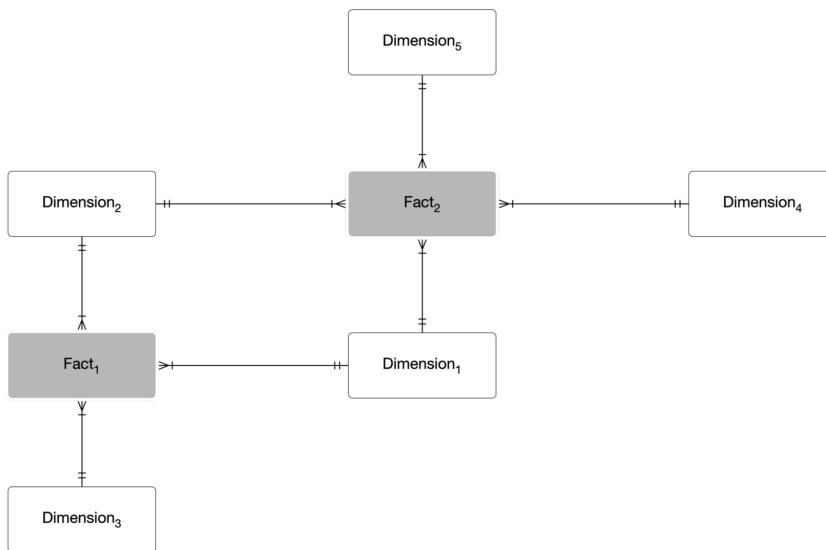 Dimension₅
Dimension₂
Fact₂
Dimension₄
Fact₁
Dimension₁
Dimension₃